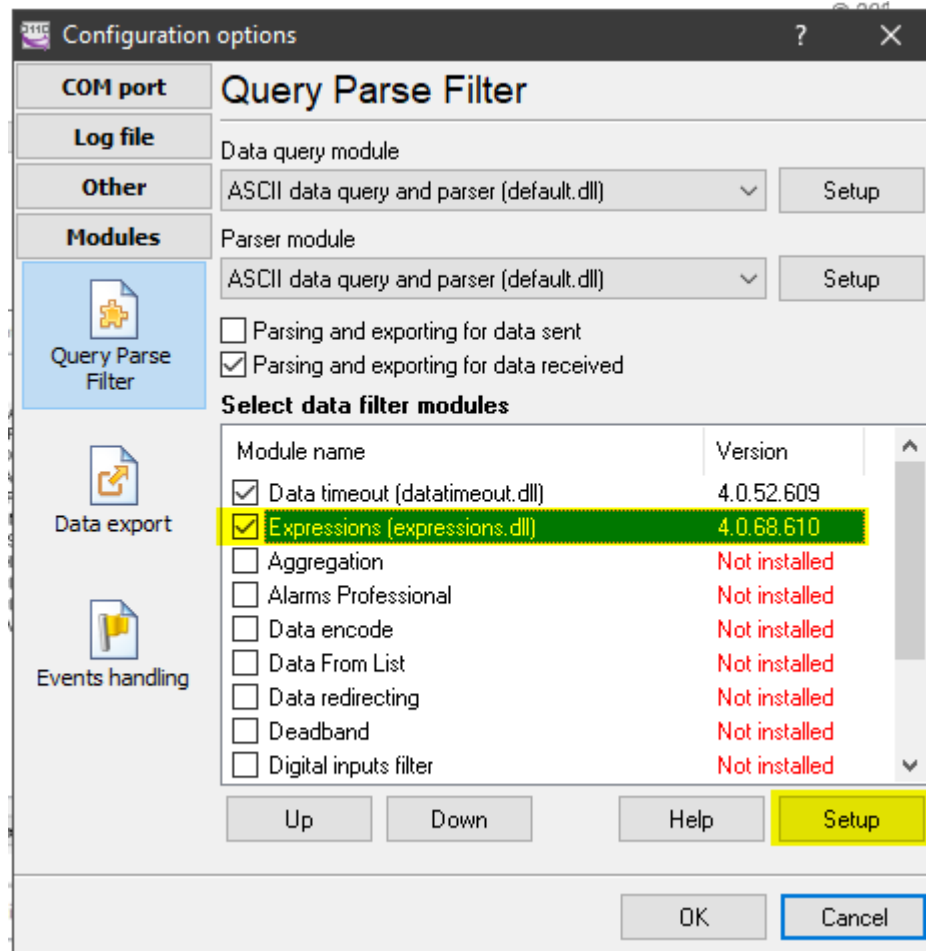 Configuration options
COM port
Log file
Other
Modules
Query Parse
Filter
Data export
Events handling
Query Parse Filter
Data query module
ASCII data query and parser (default.dll) Setup
Parser module
ASCII data query and parser (default.dll) Setup
Parsing and exporting for data sent
Parsing and exporting for data received
Select data filter modules
Module name Version
Data timeout (datatimeout.dll) 4.0.52.609
Expressions (expressions.dll) 4.0.68.610
Aggregation Not installed
Alarms Professional Not installed
Data encode Not installed
Data From List Not installed
Data redirecting Not installed
Deadband Not installed
Digital inputs filter Not installed
Up Down Help Setup
OK Cancel